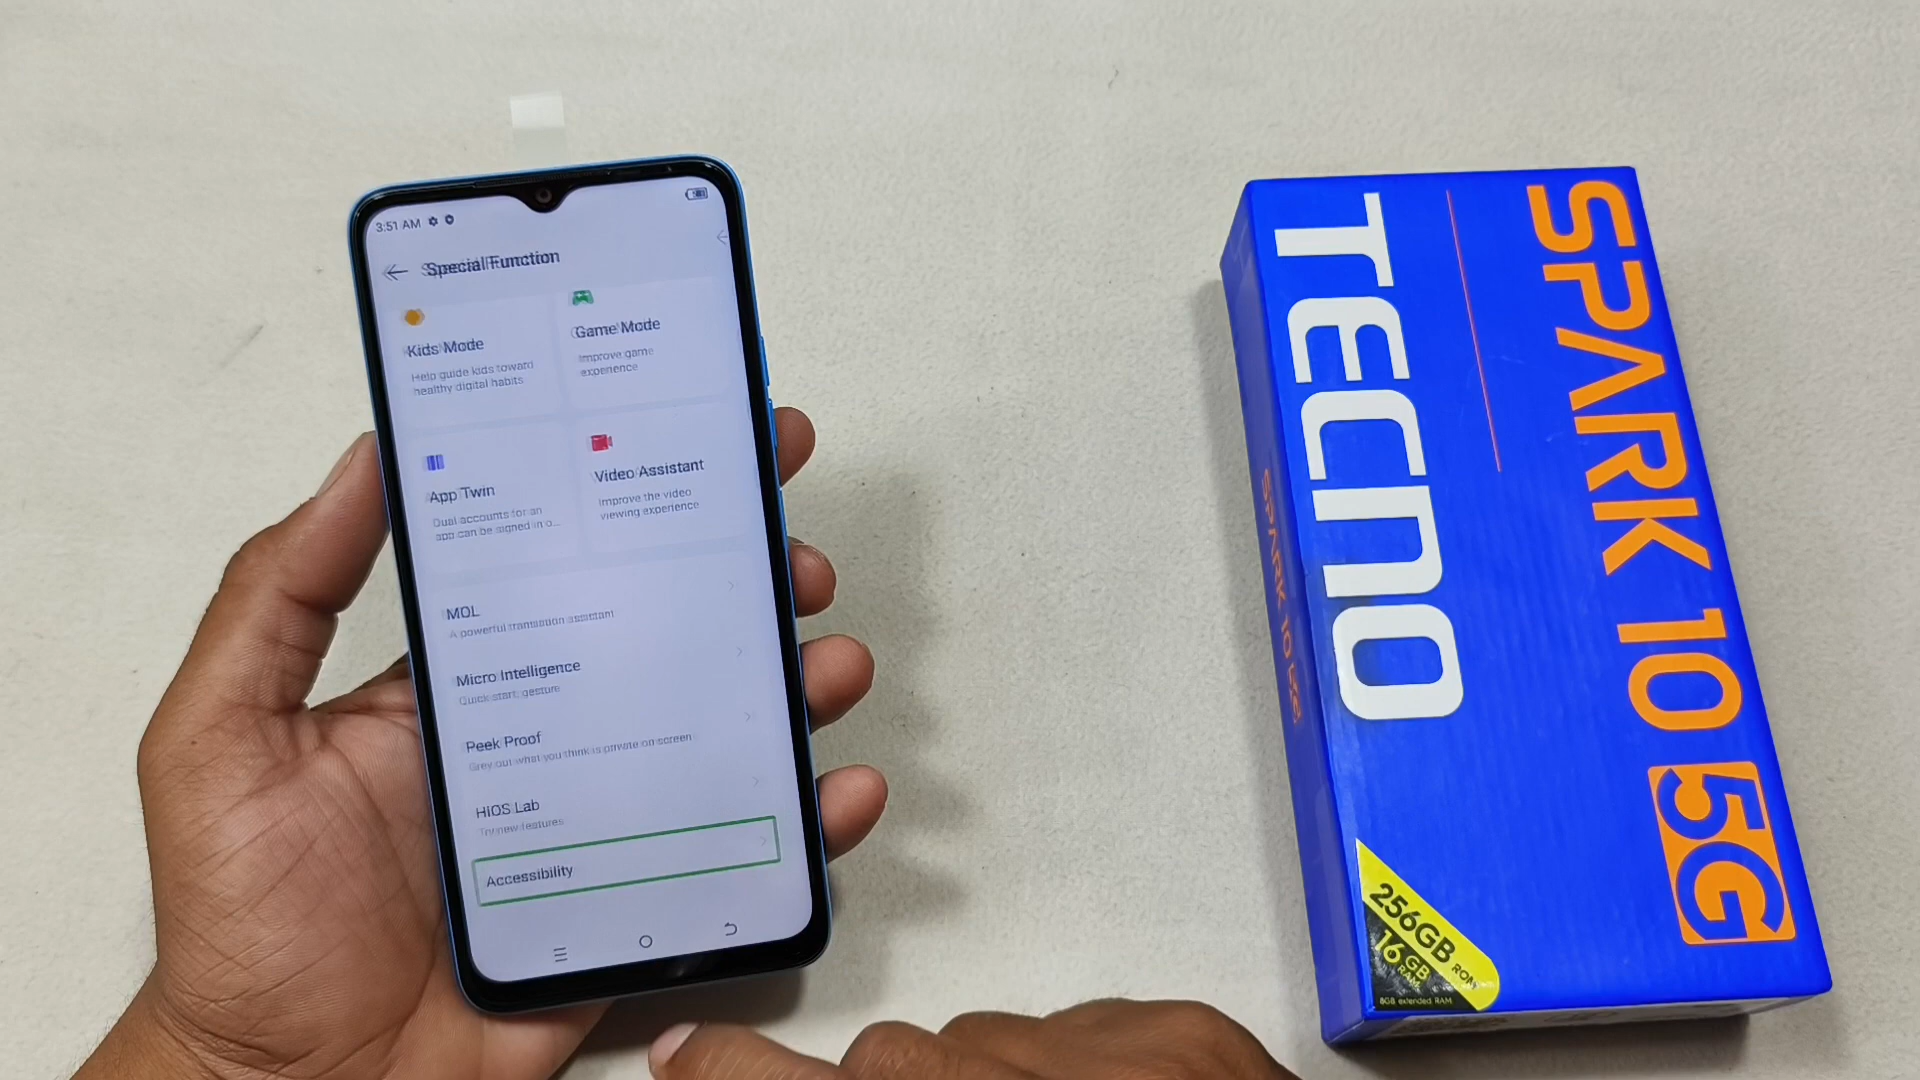 3:51 AM
Special Function
Kids Mode
Help guide kids toward
healthy digital habits
Game Mode
Improve game
experience
App Twin
Dual accounts for an
app can be signed in o...
Video Assistant
Improve the video
viewing experience
MOL
A powerful translation assistant
Micro Intelligence
Quick start, gesture
Peek Proof
Grey out what you think is private on screen
HiOS Lab
Try new features
Accessibility
TECNO
SPARK 10 5G
SPARK 10 5G
256GB ROM
16 GB RAM
8GB extended RAM